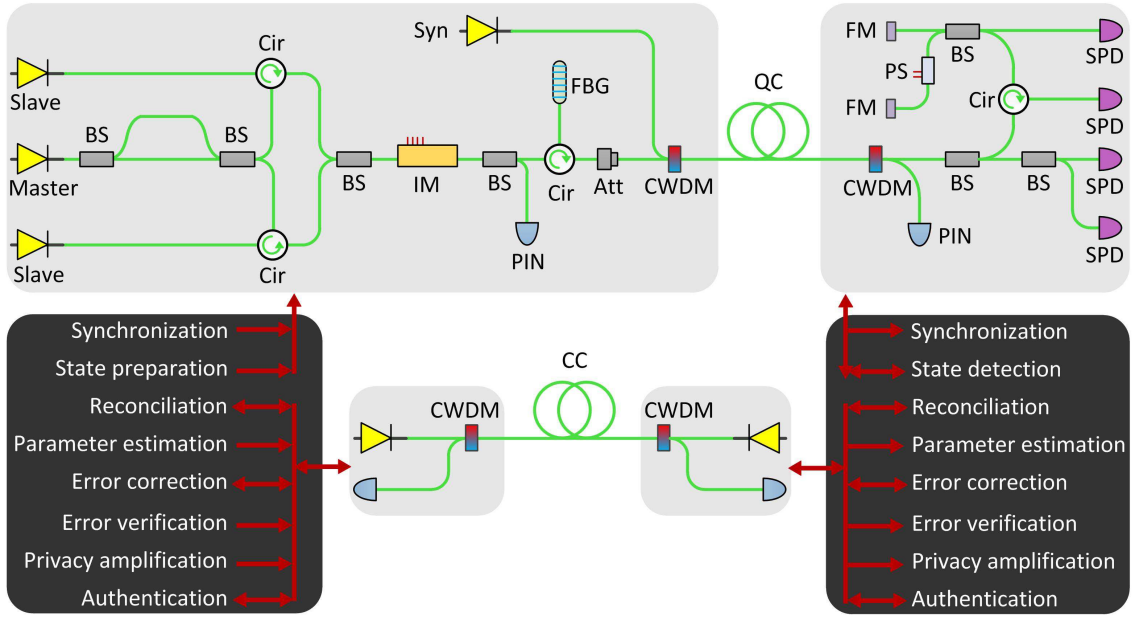 Syn
Cir
Slave
FBG
BS
BS
Master
BS
IM
BS
Cir
Att
CWDM
PIN
Slave
Cir
QC
FM
BS
SPD
PS
FM
Cir
SPD
CWDM
BS
BS
SPD
PIN
SPD
Synchronization
State preparation
Reconciliation
Parameter estimation
Error correction
Error verification
Privacy amplification
Authentication
CC
CWDM
CWDM
Synchronization
State detection
Reconciliation
Parameter estimation
Error correction
Error verification
Privacy amplification
Authentication